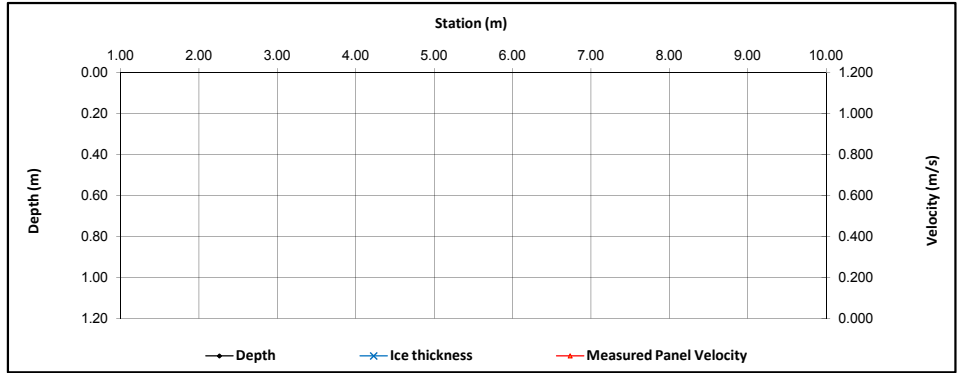 Station (m)
1.00 2.00 3.00 4.00 5.00 6.00 7.00 8.00 9.00 10.00
0.00 1.200
0.20 1.000
0.40 0.800
0.60 0.600
0.80 0.400
1.00 0.200
1.20 0.000
Depth (m)
Velocity (m/s)
Depth Ice thickness Measured Panel Velocity